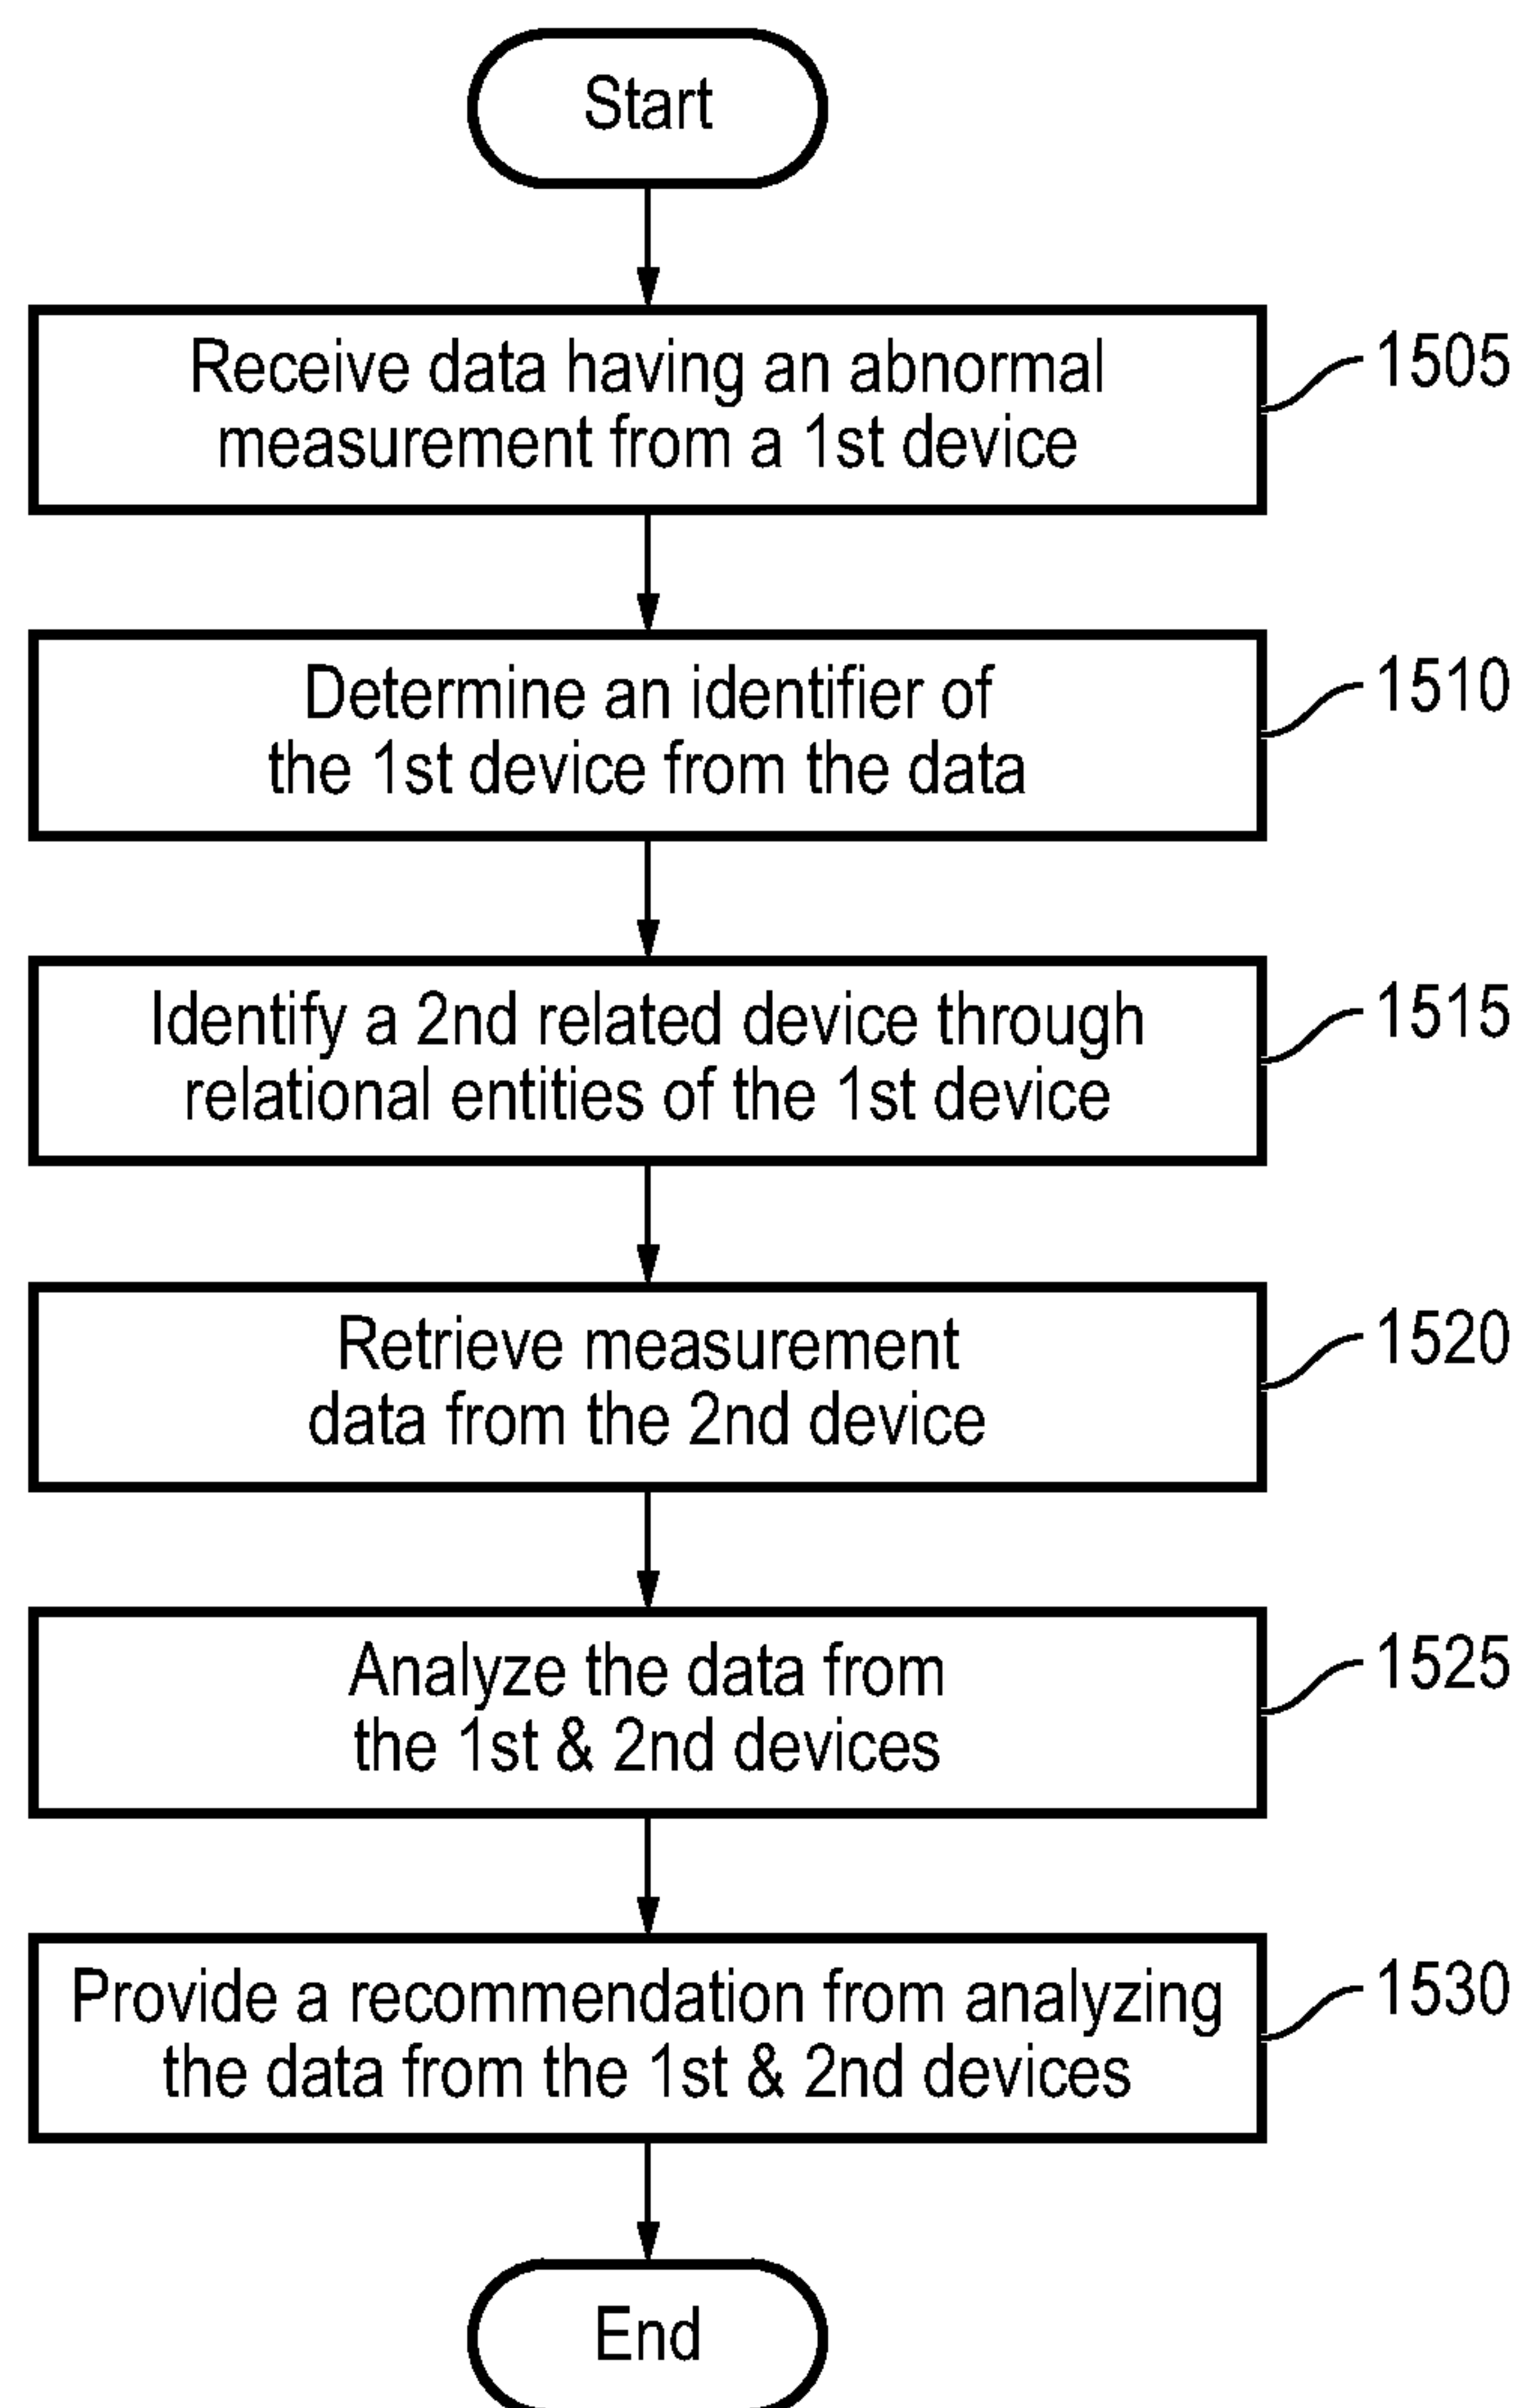 Start
Receive data having an abnormal
measurement from a 1st device
1505
Determine an identifier of
the 1st device from the data
1510
Identify a 2nd related device through
relational entities of the 1st device
1515
Retrieve measurement
data from the 2nd device
1520
Analyze the data from
the 1st & 2nd devices
1525
Provide a recommendation from analyzing
the data from the 1st & 2nd devices
1530
End